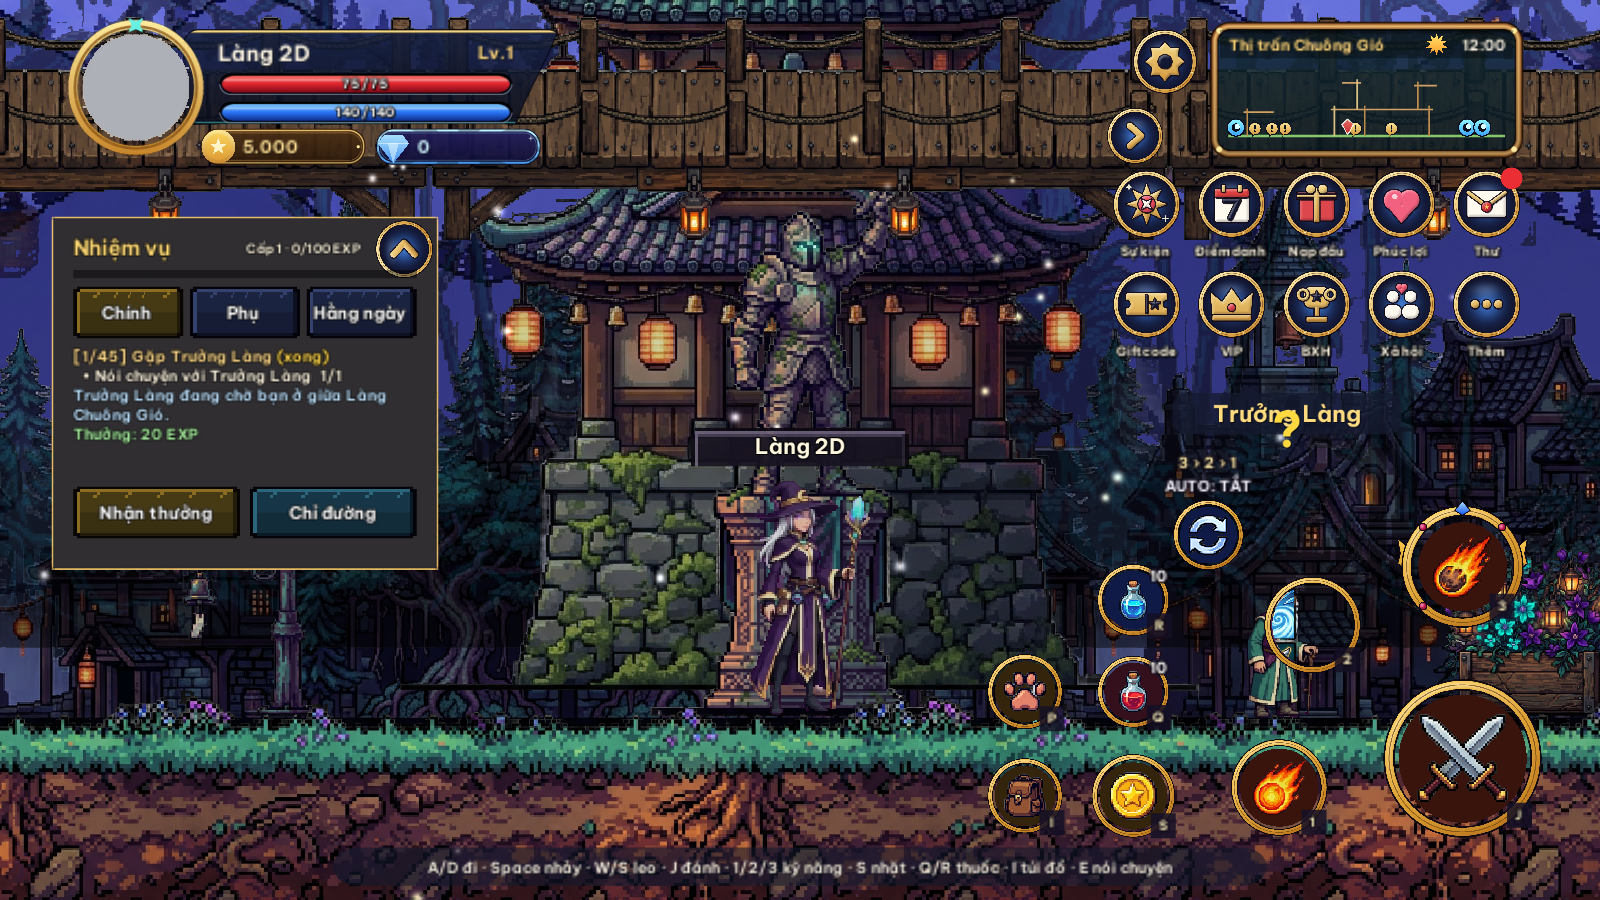 Làng 2D
Lv.1
75/75
140/140
5.000
0
Thị trấn Chuông Gió
12:00
Nhiệm vụ
Cấp 1 · 0/100 EXP
Chính
Phụ
Hằng ngày
[1/45] Gặp Trưởng Làng (xong)
• Nói chuyện với Trưởng Làng 1/1
Trưởng Làng đang chờ bạn ở giữa Làng
Chuông Gió.
Thưởng: 20 EXP
Nhận thưởng
Chỉ đường
7
Sự kiện
Điểm danh
Nạp đầu
Phúc lợi
Thư
Giftcode
VIP
BXH
Xã hội
Thêm
Trưởng Làng
?
Làng 2D
3 › 2 › 1
AUTO: TẮT
10
R
10
Q
P
I
S
1
2
3
J
A/D đi · Space nhảy · W/S leo · J đánh · 1/2/3 kỹ năng · S nhặt · Q/R thuốc · I túi đồ · E nói chuyện